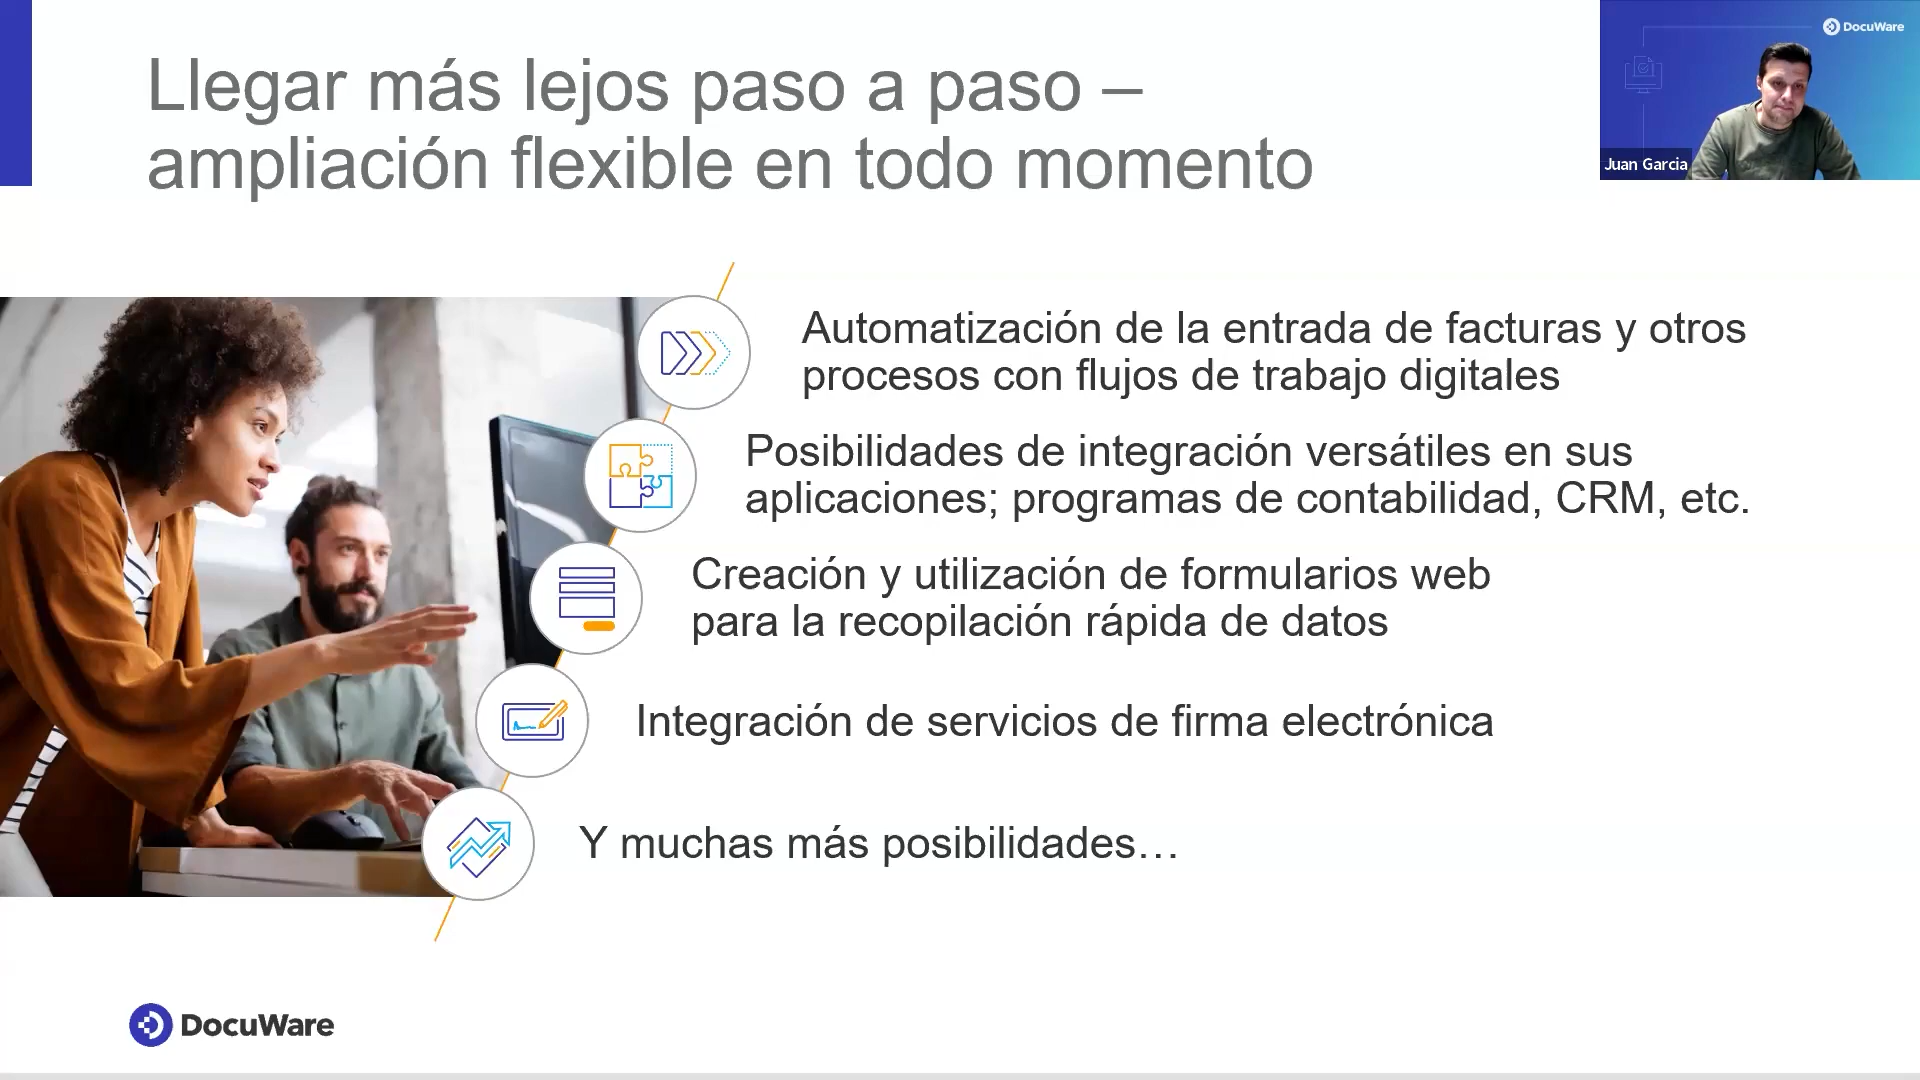 Llegar más lejos paso a paso –
ampliación flexible en todo momento
DocuWare
Juan Garcia
Automatización de la entrada de facturas y otros
procesos con flujos de trabajo digitales
Posibilidades de integración versátiles en sus
aplicaciones; programas de contabilidad, CRM, etc.
Creación y utilización de formularios web
para la recopilación rápida de datos
Integración de servicios de firma electrónica
Y muchas más posibilidades…
DocuWare